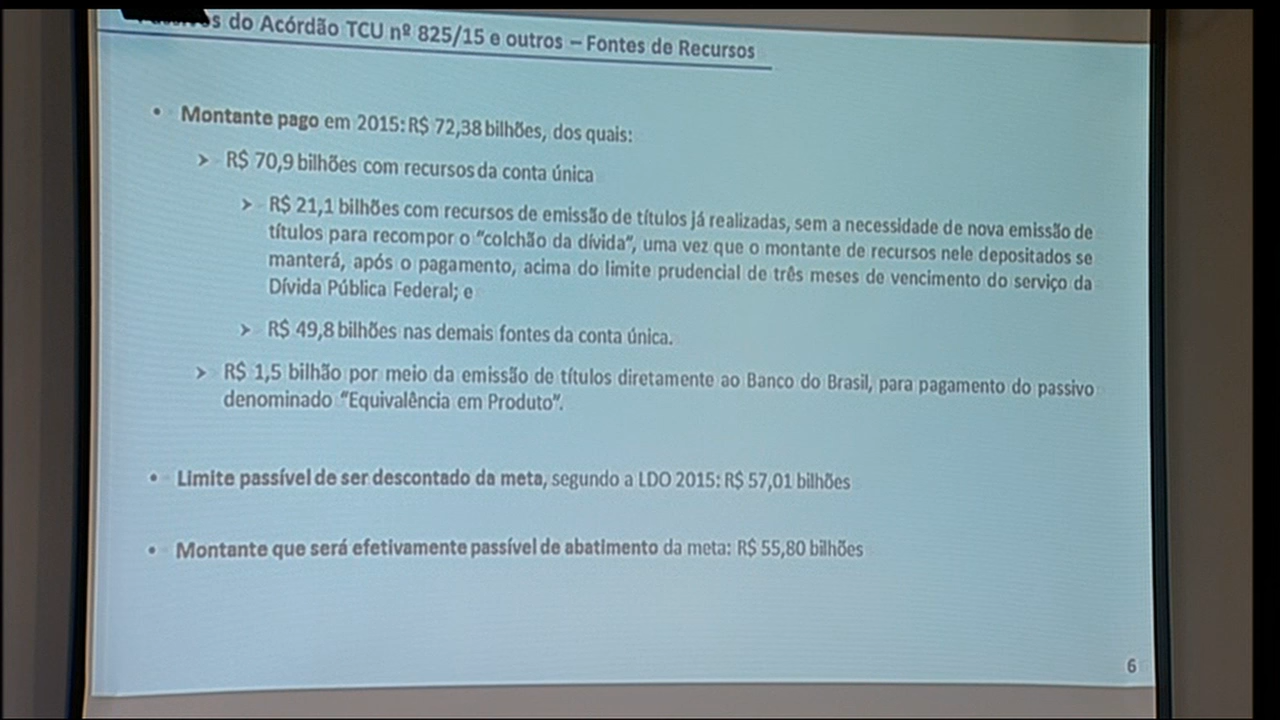 do Acórdão TCU nº 825/15 e outros – Fontes de Recursos
• Montante pago em 2015: R$ 72,38 bilhões, dos quais:
➢ R$ 70,9 bilhões com recursos da conta única
➢ R$ 21,1 bilhões com recursos de emissão de títulos já realizadas, sem a necessidade de nova emissão de
títulos para recompor o “colchão da dívida”, uma vez que o montante de recursos nele depositados se
manterá, após o pagamento, acima do limite prudencial de três meses de vencimento do serviço da
Dívida Pública Federal; e
➢ R$ 49,8 bilhões nas demais fontes da conta única.
➢ R$ 1,5 bilhão por meio da emissão de títulos diretamente ao Banco do Brasil, para pagamento do passivo
denominado “Equivalência em Produto”.
• Limite passível de ser descontado da meta, segundo a LDO 2015: R$ 57,01 bilhões
• Montante que será efetivamente passível de abatimento da meta: R$ 55,80 bilhões
6